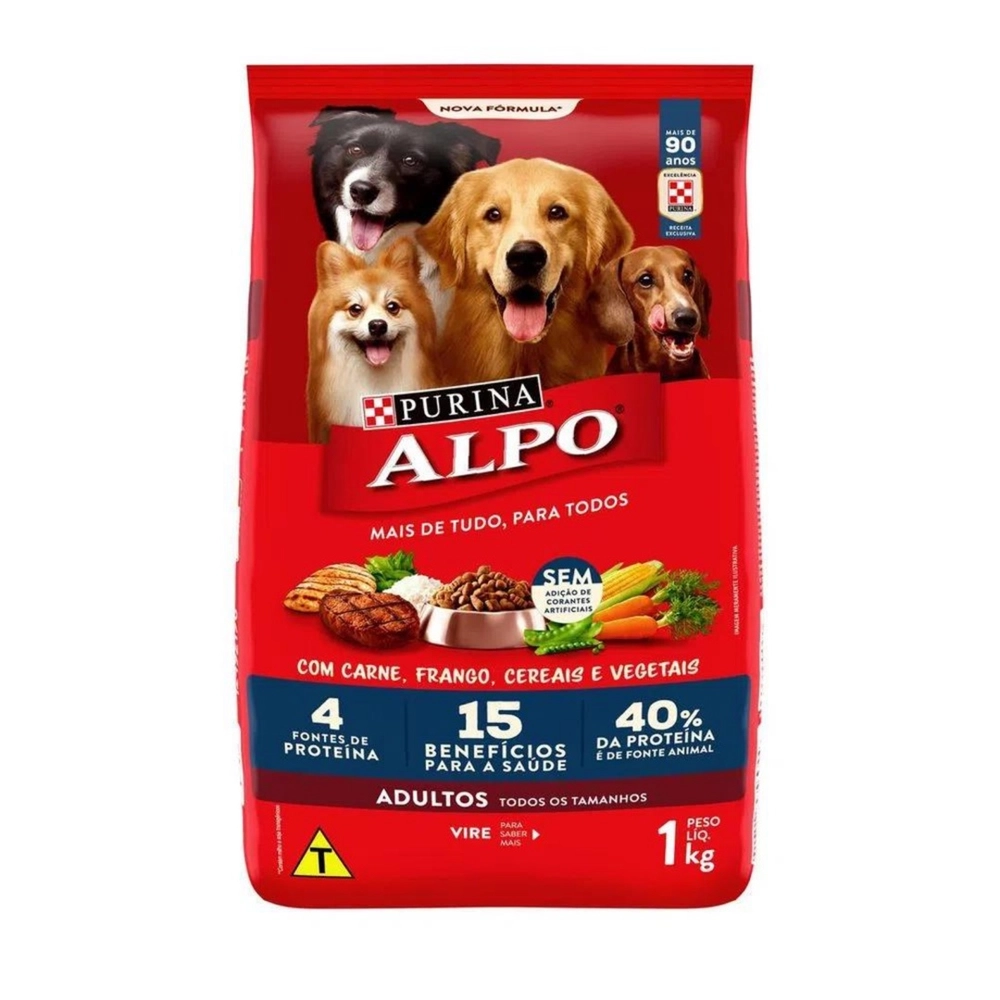 NOVA FÓRMULA*
MAIS DE
90
anos
EXCELÊNCIA
PURINA
RECEITA
EXCLUSIVA
PURINA®
ALPO®
MAIS DE TUDO, PARA TODOS
SEM
ADIÇÃO DE
CORANTES
ARTIFICIAIS
IMAGEM MERAMENTE ILUSTRATIVA.
COM CARNE, FRANGO, CEREAIS E VEGETAIS
4
FONTES DE
PROTEÍNA
15
BENEFÍCIOS
PARA A SAÚDE
40%
DA PROTEÍNA
É DE FONTE ANIMAL
ADULTOS TODOS OS TAMANHOS
VIRE PARA
SABER
MAIS
T
1kg
PESO
LÍQ.